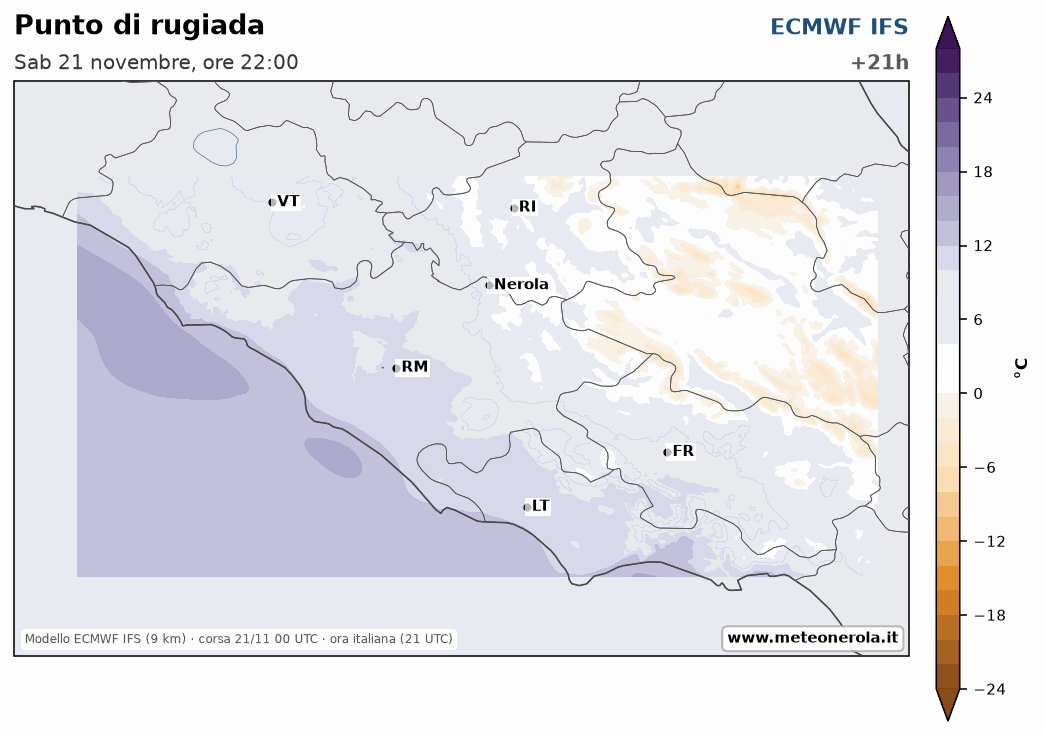 Punto di rugiada
ECMWF IFS
Sab 21 novembre, ore 22:00
+21h
24
18
12
6
0
−6
−12
−18
−24
°C
VT
RI
Nerola
RM
FR
LT
Modello ECMWF IFS (9 km) · corsa 21/11 00 UTC · ora italiana (21 UTC)
www.meteonerola.it